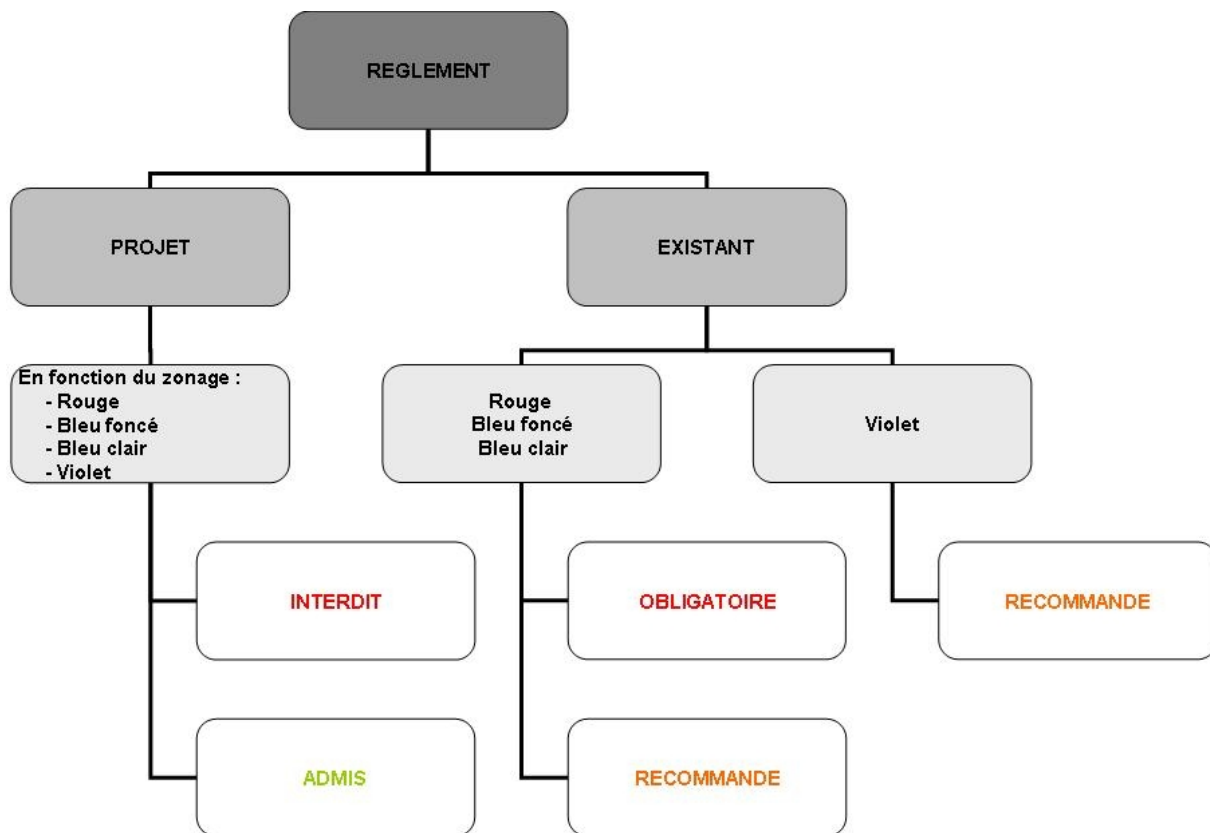 REGLEMENT
PROJET
EXISTANT
En fonction du zonage :
- Rouge
- Bleu foncé
- Bleu clair
- Violet
Rouge
Bleu foncé
Bleu clair
Violet
INTERDIT
OBLIGATOIRE
RECOMMANDE
ADMIS
RECOMMANDE